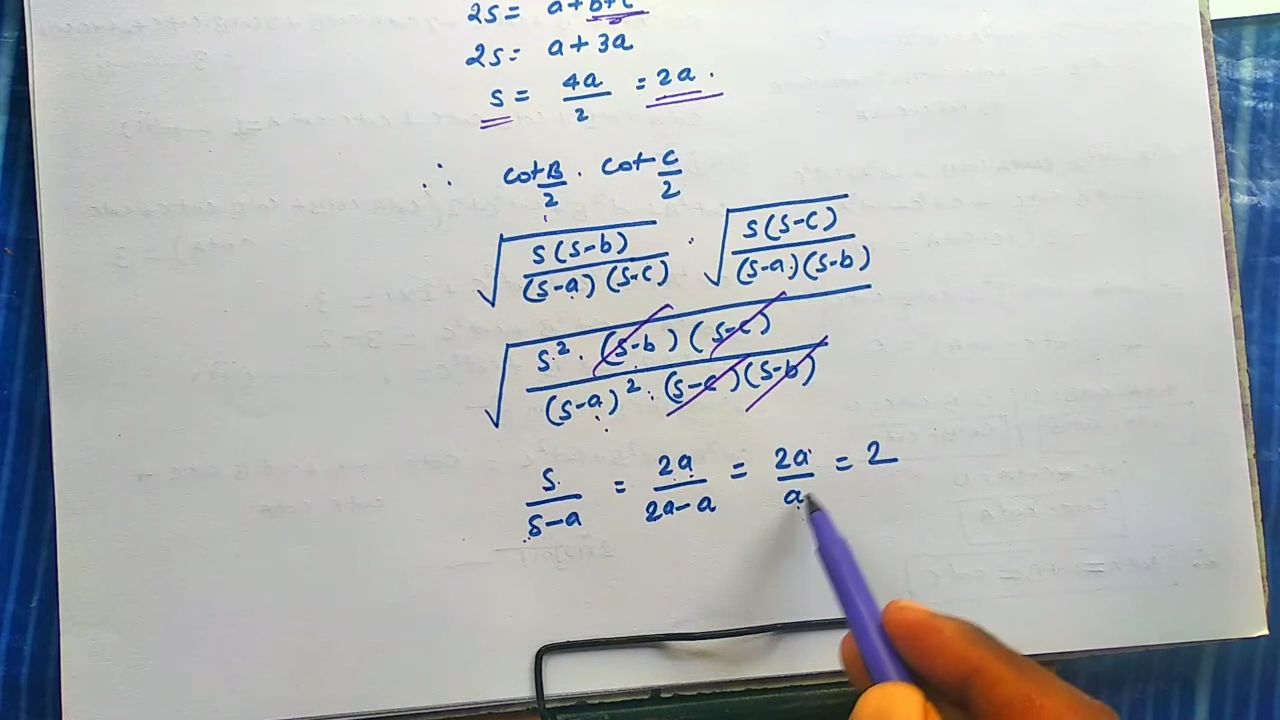 2s = a+b+c
2s = a+3a
s = 4a/2 = 2a.
∴ cot B/2 . cot C/2
√(s(s-b)/(s-a)(s-c)) . √(s(s-c)/(s-a)(s-b))
√(s².(s-b)(s-c)/(s-a)².(s-c)(s-b))
s/s-a = 2a/2a-a = 2a/a = 2